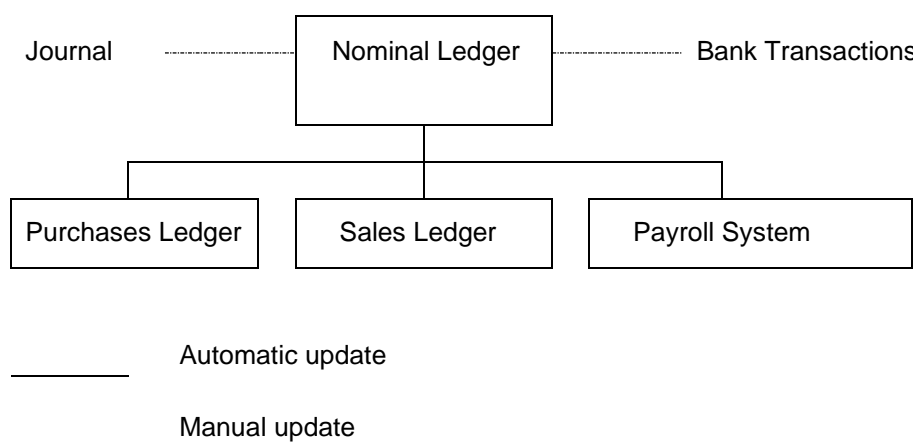 Journal
Nominal Ledger
Bank Transactions
Purchases Ledger
Sales Ledger
Payroll System
Automatic update
Manual update